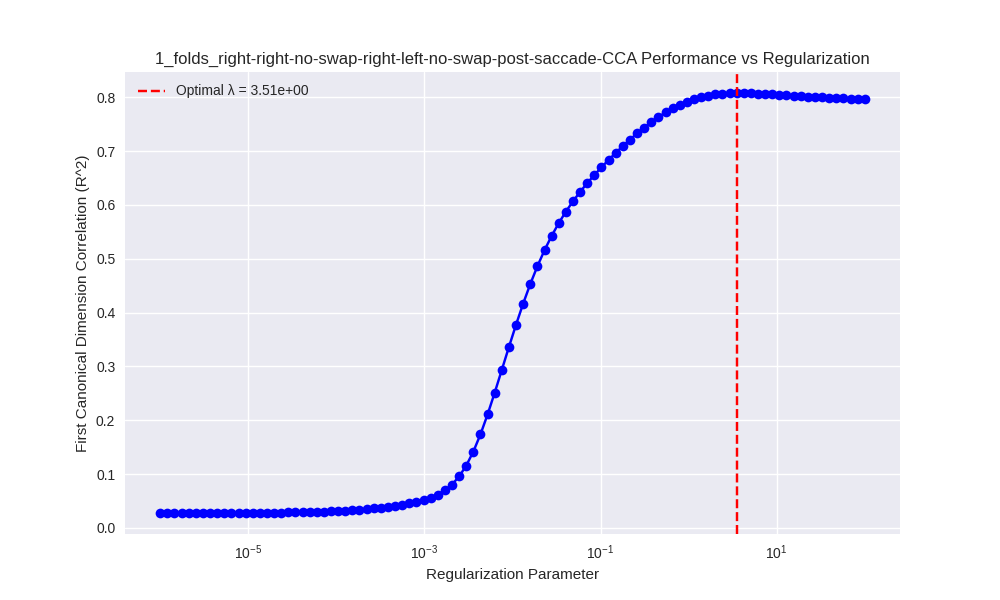 1_folds_right-right-no-swap-right-left-no-swap-post-saccade-CCA Performance vs Regularization
Optimal λ = 3.51e+00
First Canonical Dimension Correlation (R^2)
0.8
0.7
0.6
0.5
0.4
0.3
0.2
0.1
0.0
10⁻⁵ 10⁻³ 10⁻¹ 10¹
Regularization Parameter